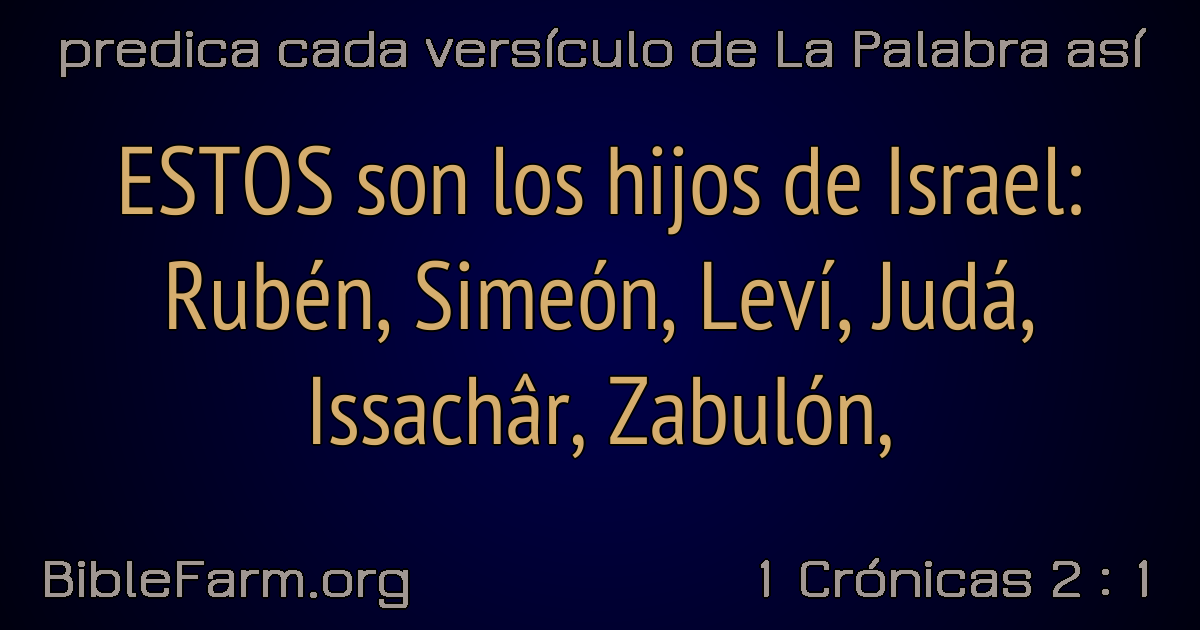 predica cada versículo de La Palabra así
ESTOS son los hijos de Israel:
Rubén, Simeón, Leví, Judá,
Issachâr, Zabulón,
BibleFarm.org
1 Crónicas 2 : 1